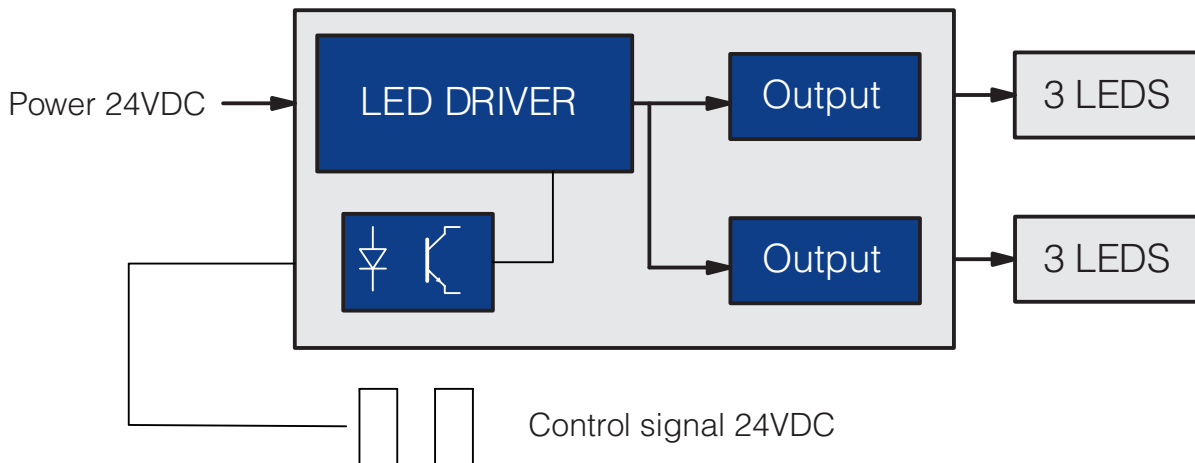 LED DRIVER
Output
3 LEDS
Power 24VDC
Output
3 LEDS
Control signal 24VDC